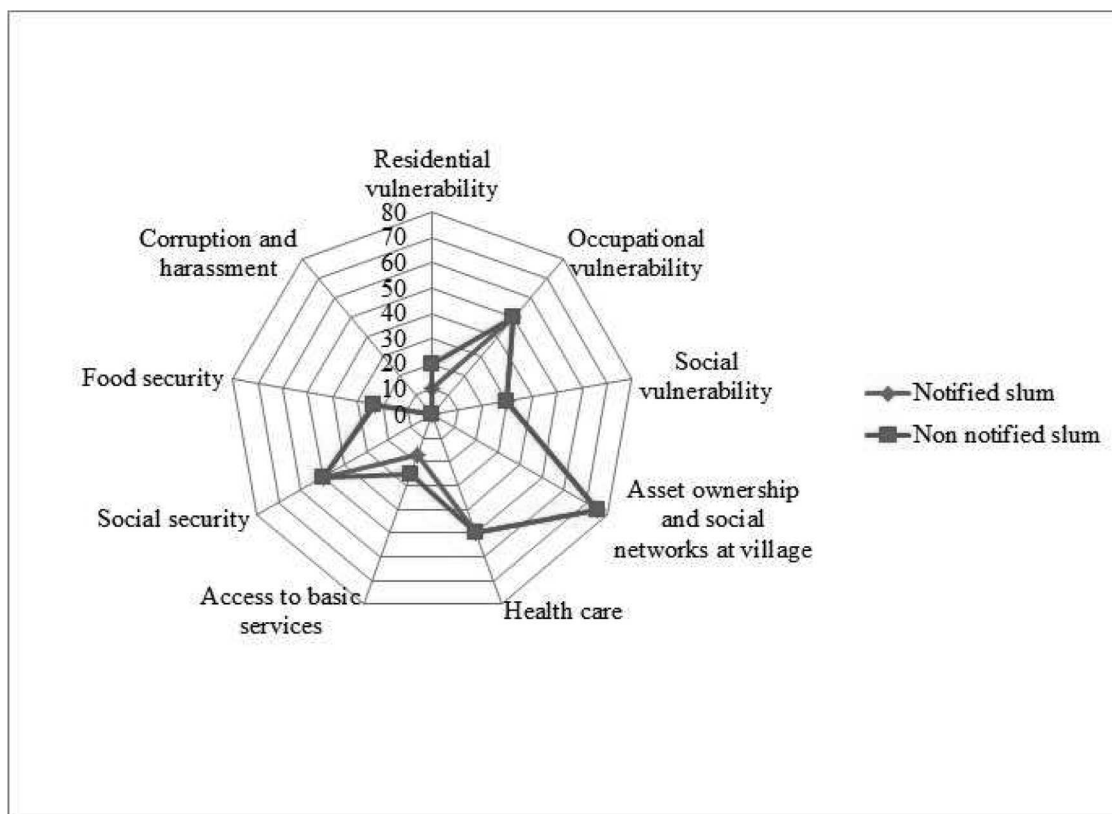 Residential
vulnerability
Occupational
vulnerability
Social
vulnerability
Asset ownership
and social
networks at village
Health care
Access to basic
services
Social security
Food security
Corruption and
harassment
80
70
60
50
40
30
20
10
0
Notified slum
Non notified slum